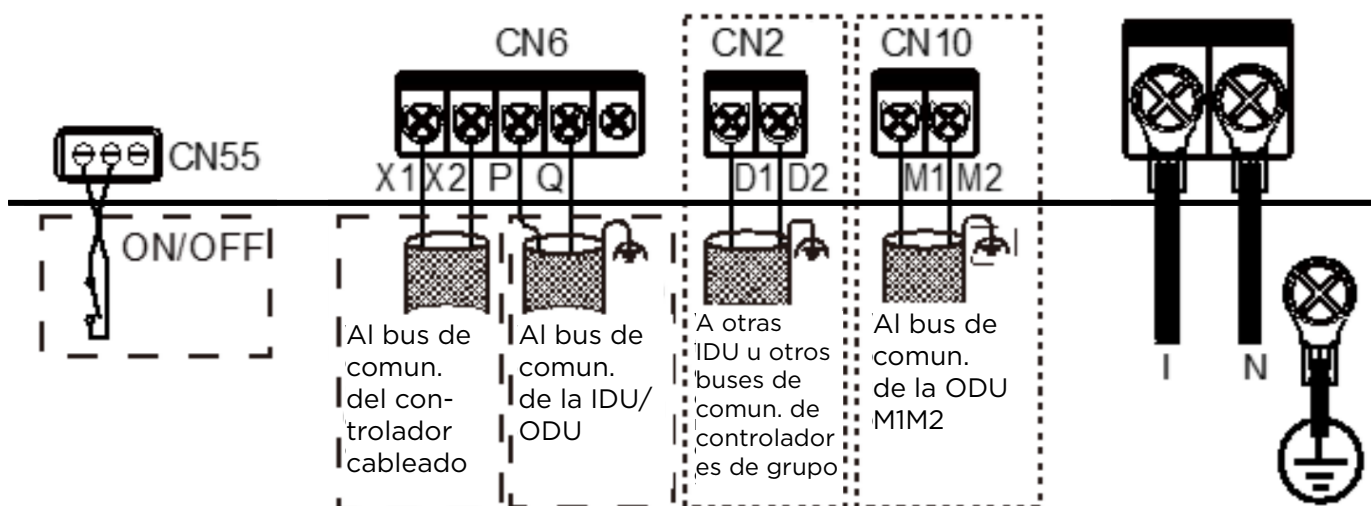 CN6
CN2
CN10
CN55
X1 X2 P Q
D1 D2
M1 M2
ON/OFF
Al bus de
comun.
del con-
trolador
cableado
Al bus de
comun.
de la IDU/
ODU
A otras
IDU u otros
buses de
comun. de
controlador
es de grupo
Al bus de
comun.
de la ODU
M1M2
L
N